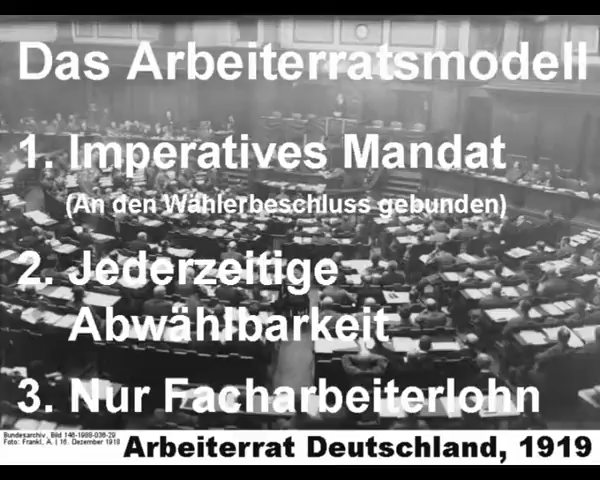 Das Arbeiterratsmodell
1. Imperatives Mandat
(An den Wählerbeschluss gebunden)
2. Jederzeitige
Abwählbarkeit
3. Nur Facharbeiterlohn
Bundesarchiv, Bild 146-1988-036-29
Foto: Frankl, A. | 16. Dezember 1918
Arbeiterrat Deutschland, 1919